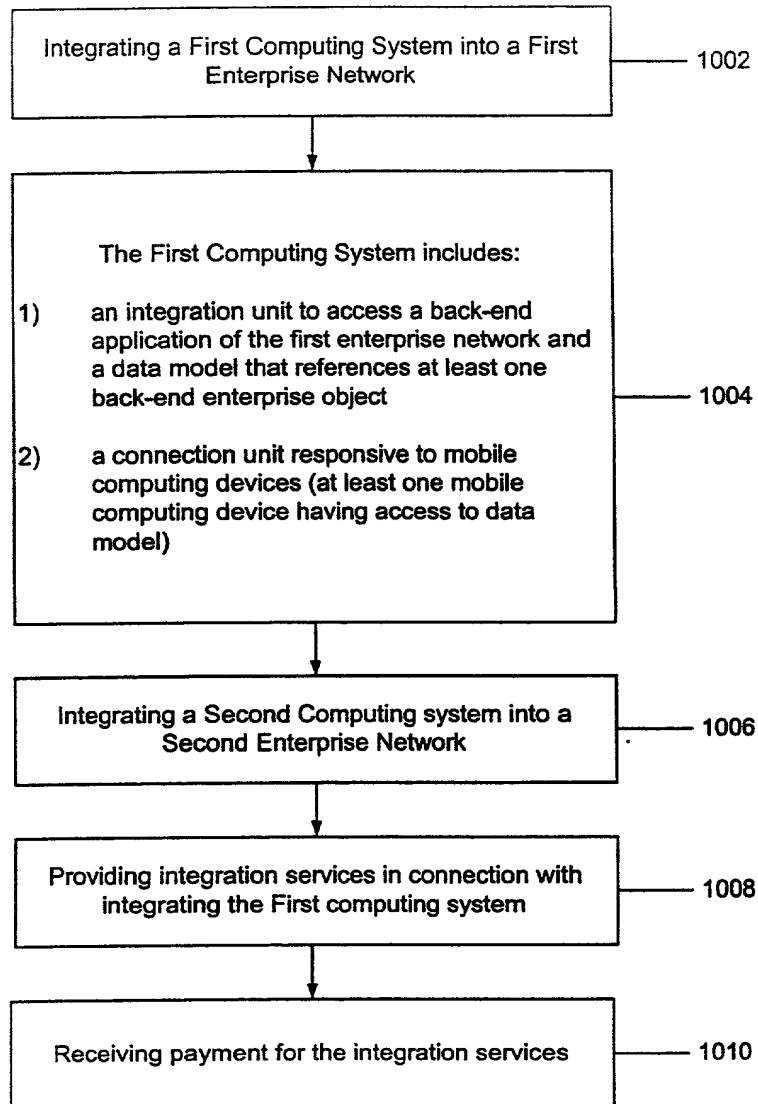 Integrating a First Computing System into a First
Enterprise Network
1002
The First Computing System includes:
1) an integration unit to access a back-end
application of the first enterprise network and
a data model that references at least one
back-end enterprise object
1004
2) a connection unit responsive to mobile
computing devices (at least one mobile
computing device having access to data
model)
Integrating a Second Computing system into a
Second Enterprise Network
1006
Providing integration services in connection with
integrating the First computing system
1008
Receiving payment for the integration services
1010